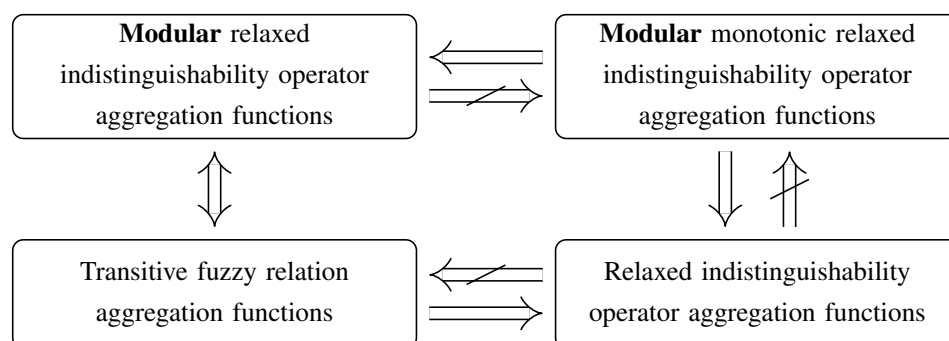 Modular relaxed
indistinguishability operator
aggregation functions
Modular monotonic relaxed
indistinguishability operator
aggregation functions
Transitive fuzzy relation
aggregation functions
Relaxed indistinguishability
operator aggregation functions